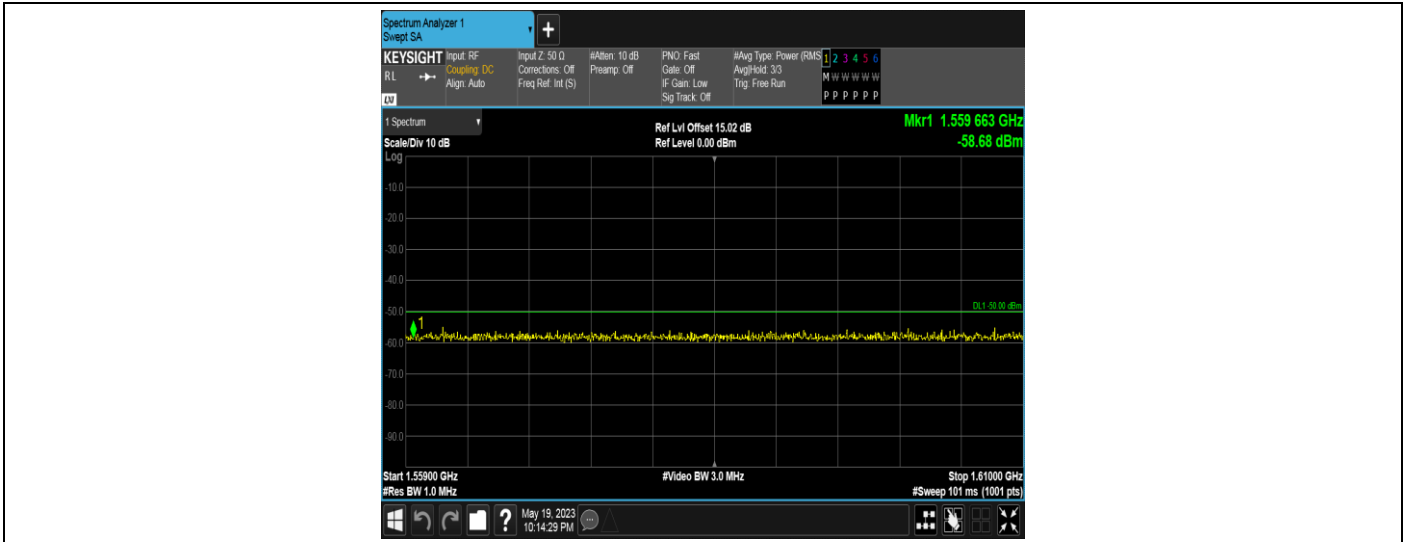 Spectrum Analyzer 1
Swept SA
+
KEYSIGHT
RL
LXI
Input: RF
Coupling: DC
Align: Auto
Input Z: 50 Ω
Corrections: Off
Freq Ref: Int (S)
#Atten: 10 dB
Preamp: Off
PNO: Fast
Gate: Off
IF Gain: Low
Sig Track: Off
#Avg Type: Power (RMS
Avg|Hold: 3/3
Trig: Free Run
1 2 3 4 5 6
M W W W W W
P P P P P P
1 Spectrum
Scale/Div 10 dB
Ref Lvl Offset 15.02 dB
Ref Level 0.00 dBm
Mkr1 1.559 663 GHz
-58.68 dBm
Log
-10.0
-20.0
-30.0
-40.0
DL1 -50.00 dBm
-50.0
1
-60.0
-70.0
-80.0
-90.0
Start 1.55900 GHz
#Res BW 1.0 MHz
#Video BW 3.0 MHz
Stop 1.61000 GHz
#Sweep 101 ms (1001 pts)
?
May 19, 2023
10:14:29 PM